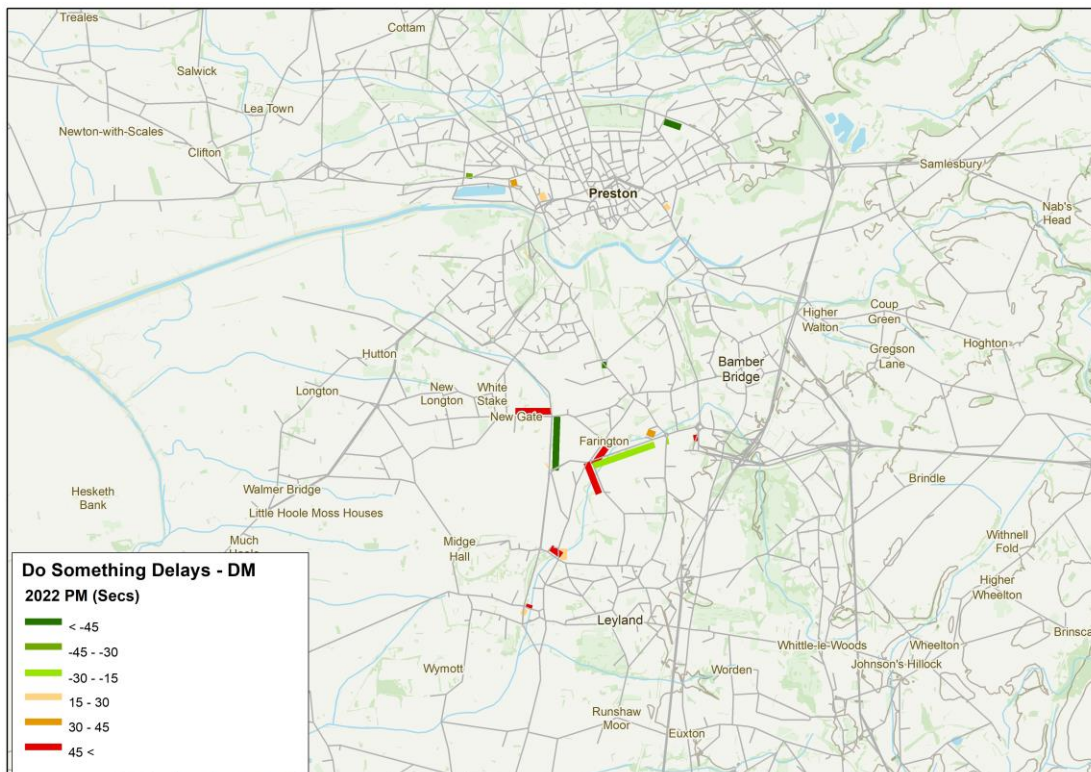 Treales
Cottam
Salwick
Lea Town
Newton-with-Scales
Clifton
Samlesbury
Preston
Nab's
Head
Coup
Green
Higher
Walton
Hoghton
Gregson
Lane
Hutton
Bamber
Bridge
Longton
New
Longton
White
Stake
New Gate
Farington
Brindle
Walmer Bridge
Hesketh
Bank
Little Hoole Moss Houses
Much
Midge
Hall
Withnell
Fold
Higher
Wheelton
Leyland
Brinsca
Whittle-le-Woods
Wheelton
Johnson's Hillock
Wymott
Worden
Runshaw
Moor
Euxton
Do Something Delays - DM
2022 PM (Secs)
< -45
-45 - -30
-30 - -15
15 - 30
30 - 45
45 <